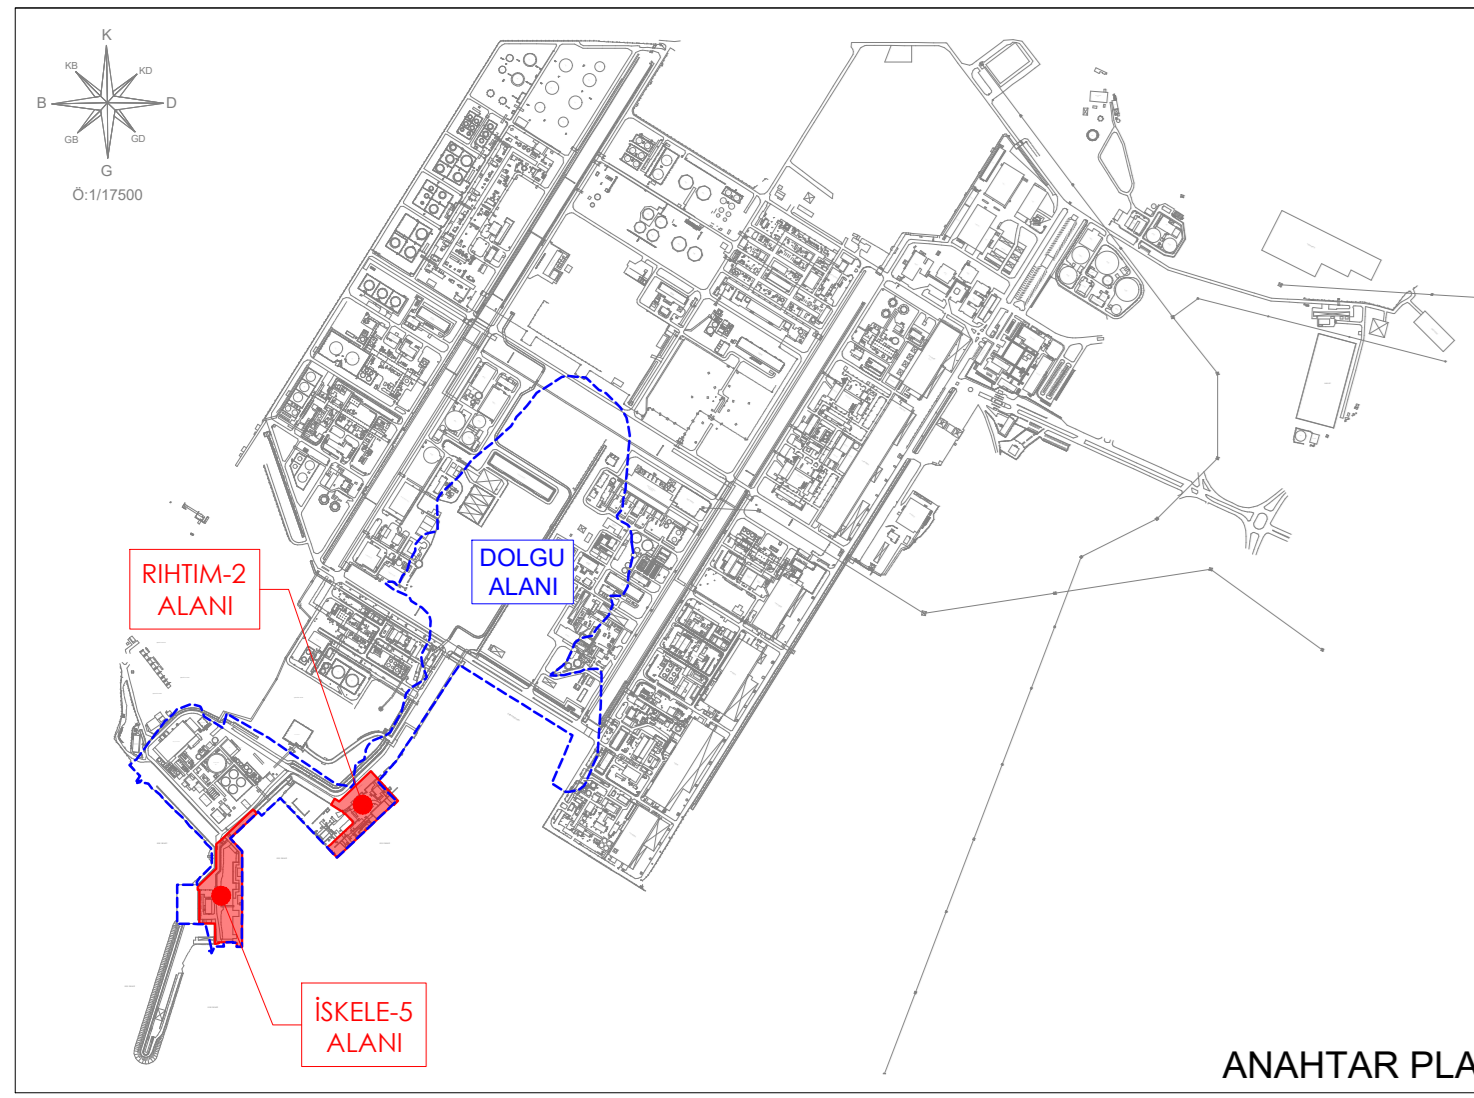 K
KB
KD
B
D
GB
GD
G
Ö:1/17500
RIHTIM-2
ALANI
DOLGU
ALANI
İSKELE-5
ALANI
ANAHTAR PLA